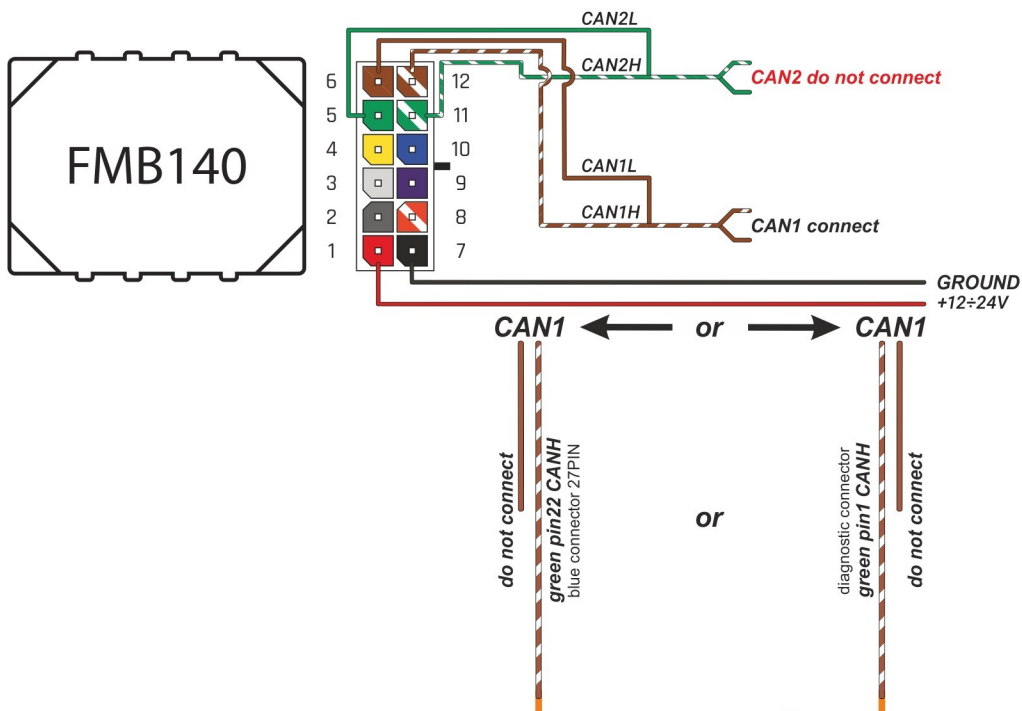 CAN2L
CAN2H
CAN2 do not connect
FMB140
6 12
5 11
4 10
3 9
2 8
1 7
CAN1L
CAN1H
CAN1 connect
GROUND
+12÷24V
CAN1 or CAN1
do not connect
green pin22 CANH
blue connector 27PIN
or
diagnostic connector
green pin1 CANH
do not connect